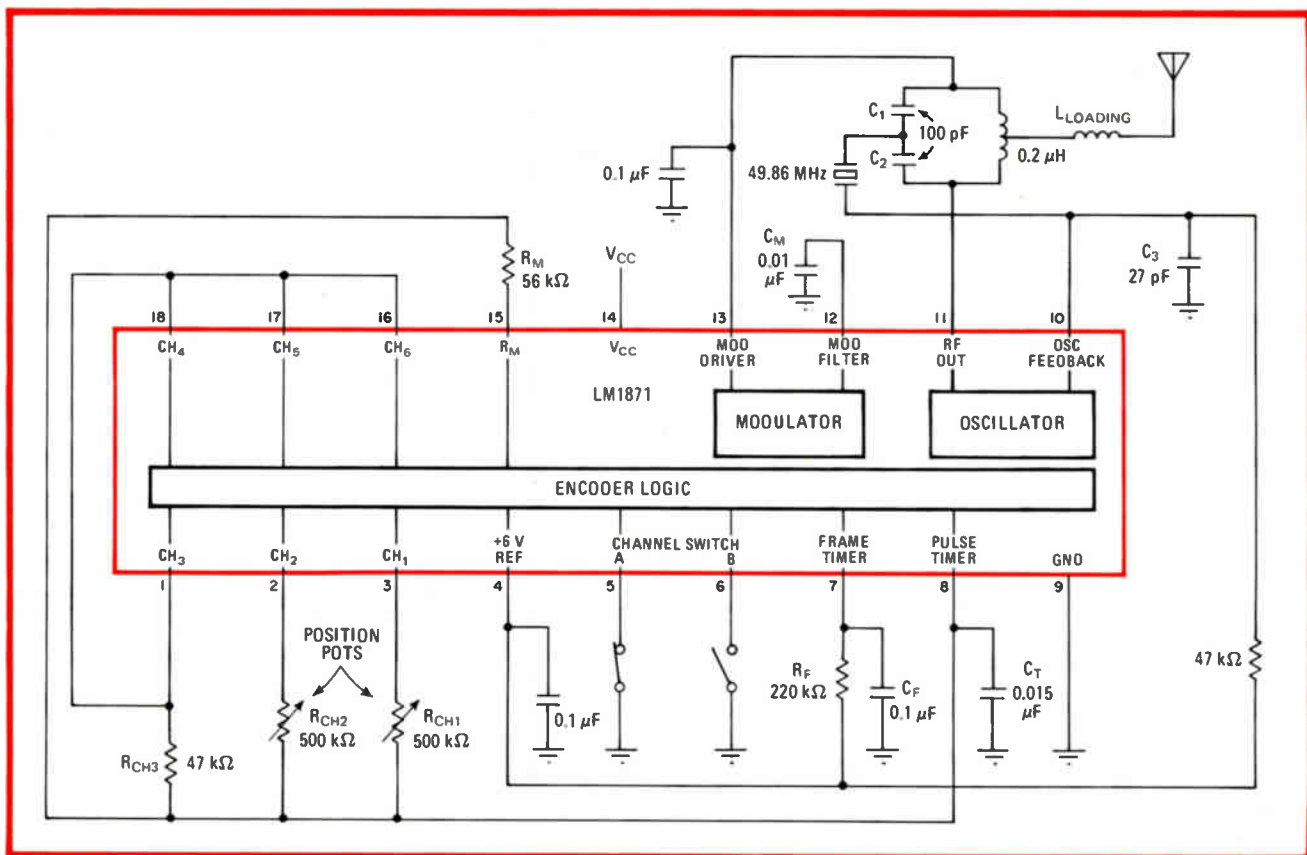 C1
100 pF
C2
LLOADING
0.2 µH
0.1 µF
49.86 MHz
CM
0.01
µF
C3
27 pF
RM
56 kΩ
VCC
18
17
16
15
14
13
12
11
10
CH4
CH5
CH6
RM
VCC
MOD
DRIVER
MOD
FILTER
RF
OUT
OSC
FEEDBACK
LM1871
MODULATOR
OSCILLATOR
ENCODER LOGIC
CH3
CH2
CH1
+6 V
REF
CHANNEL SWITCH
A
B
FRAME
TIMER
PULSE
TIMER
GND
1
2
3
4
5
6
7
8
9
POSITION
POTS
RCH3
47 kΩ
RCH2
500 kΩ
RCH1
500 kΩ
0.1 µF
RF
220 kΩ
CF
0.1 µF
CT
0.015
µF
47 kΩ